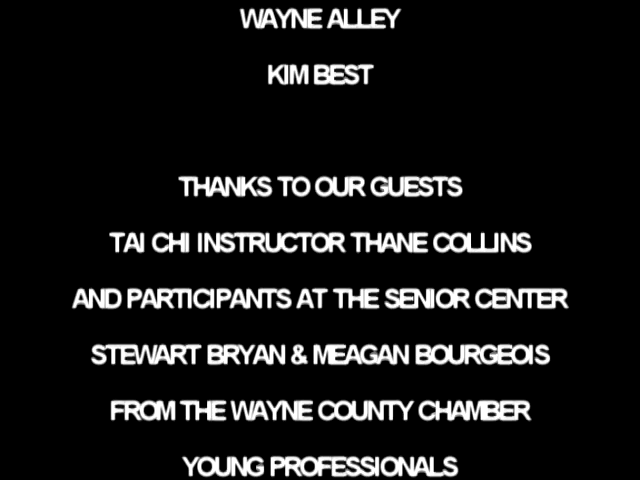 WAYNE ALLEY
KIM BEST
THANKS TO OUR GUESTS
TAI CHI INSTRUCTOR THANE COLLINS
AND PARTICIPANTS AT THE SENIOR CENTER
STEWART BRYAN & MEAGAN BOURGEOIS
FROM THE WAYNE COUNTY CHAMBER
YOUNG PROFESSIONALS